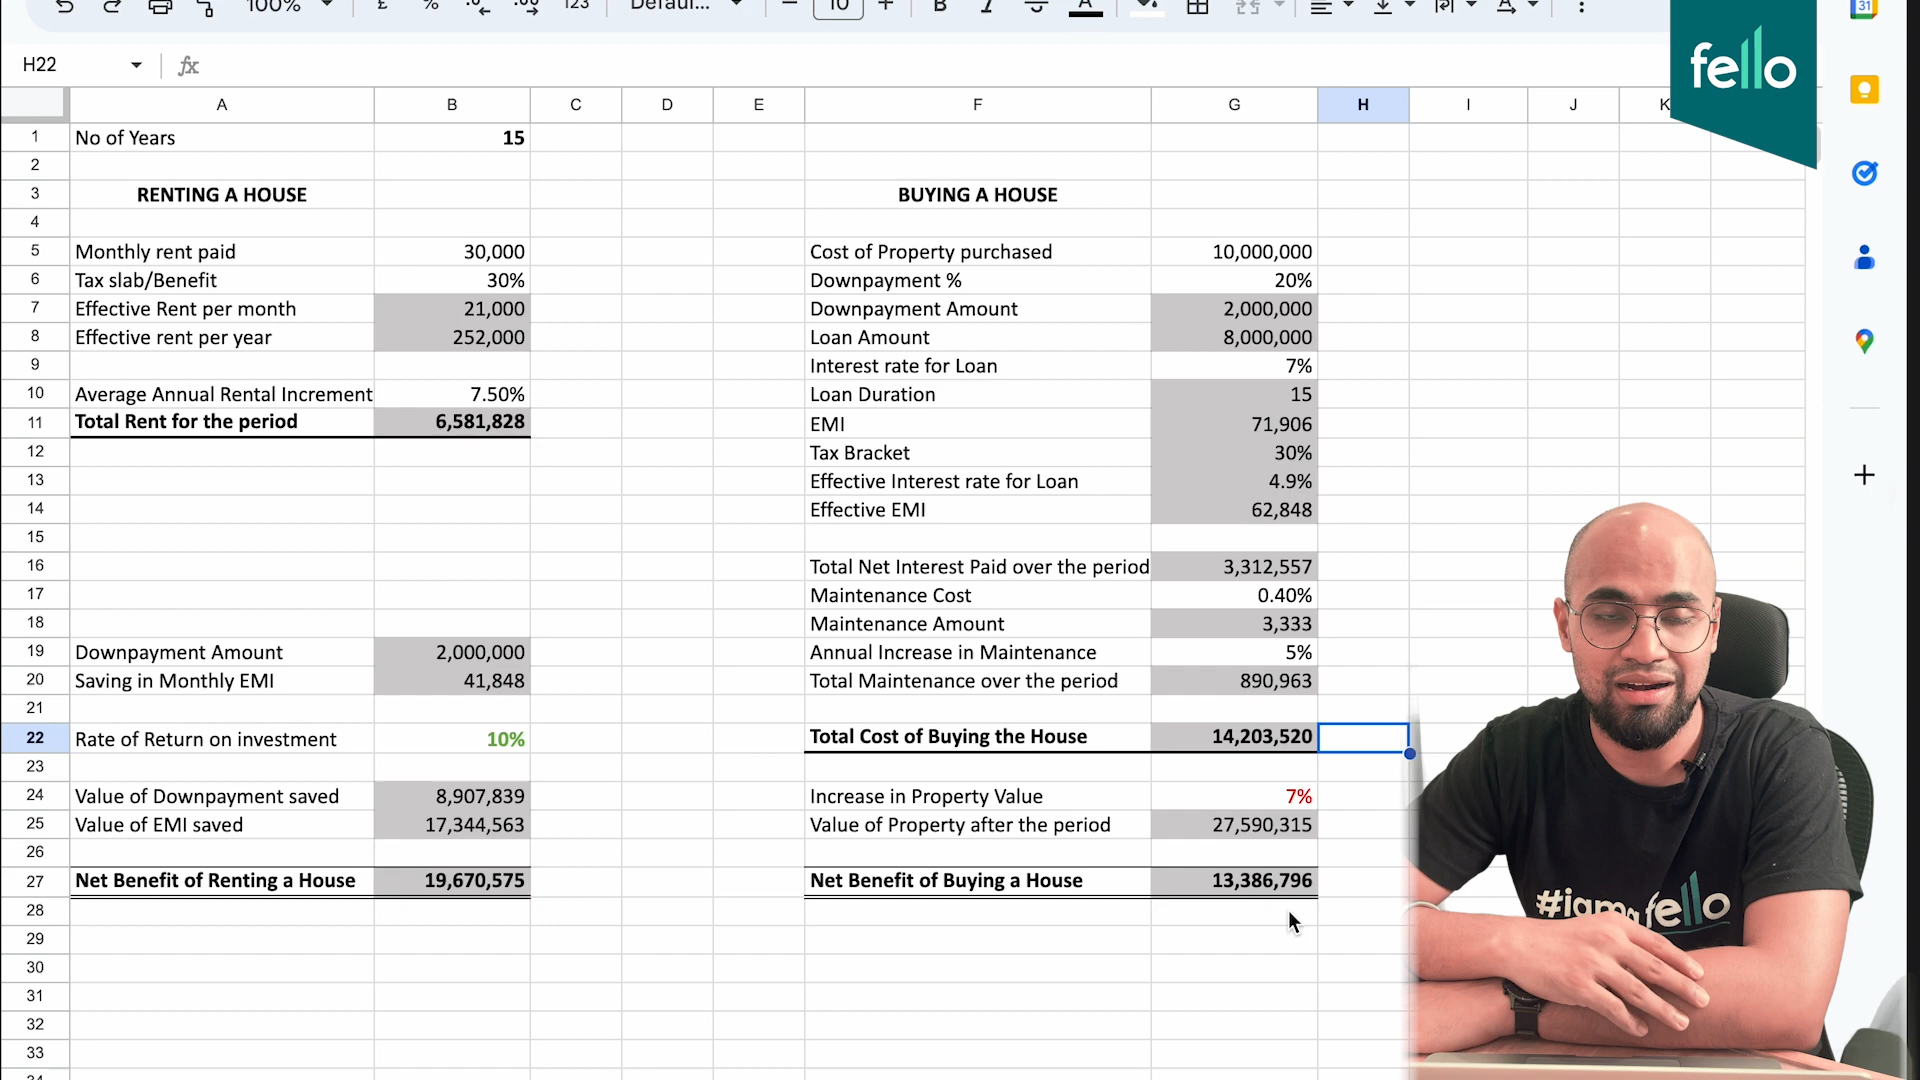 100% £ % 123 Defaul... 10 B I A
31
fello
H22 fx
A B C D E F G H I J K
1 No of Years 15
2
3 RENTING A HOUSE BUYING A HOUSE
4
5 Monthly rent paid 30,000 Cost of Property purchased 10,000,000
6 Tax slab/Benefit 30% Downpayment % 20%
7 Effective Rent per month 21,000 Downpayment Amount 2,000,000
8 Effective rent per year 252,000 Loan Amount 8,000,000
9 Interest rate for Loan 7%
10 Average Annual Rental Increment 7.50% Loan Duration 15
11 Total Rent for the period 6,581,828 EMI 71,906
12 Tax Bracket 30%
13 Effective Interest rate for Loan 4.9%
14 Effective EMI 62,848
15
16 Total Net Interest Paid over the period 3,312,557
17 Maintenance Cost 0.40%
18 Maintenance Amount 3,333
19 Downpayment Amount 2,000,000 Annual Increase in Maintenance 5%
20 Saving in Monthly EMI 41,848 Total Maintenance over the period 890,963
21
22 Rate of Return on investment 10% Total Cost of Buying the House 14,203,520
23
24 Value of Downpayment saved 8,907,839 Increase in Property Value 7%
25 Value of EMI saved 17,344,563 Value of Property after the period 27,590,315
26
27 Net Benefit of Renting a House 19,670,575 Net Benefit of Buying a House 13,386,796
28
29
30
31
32
33
#iamafello